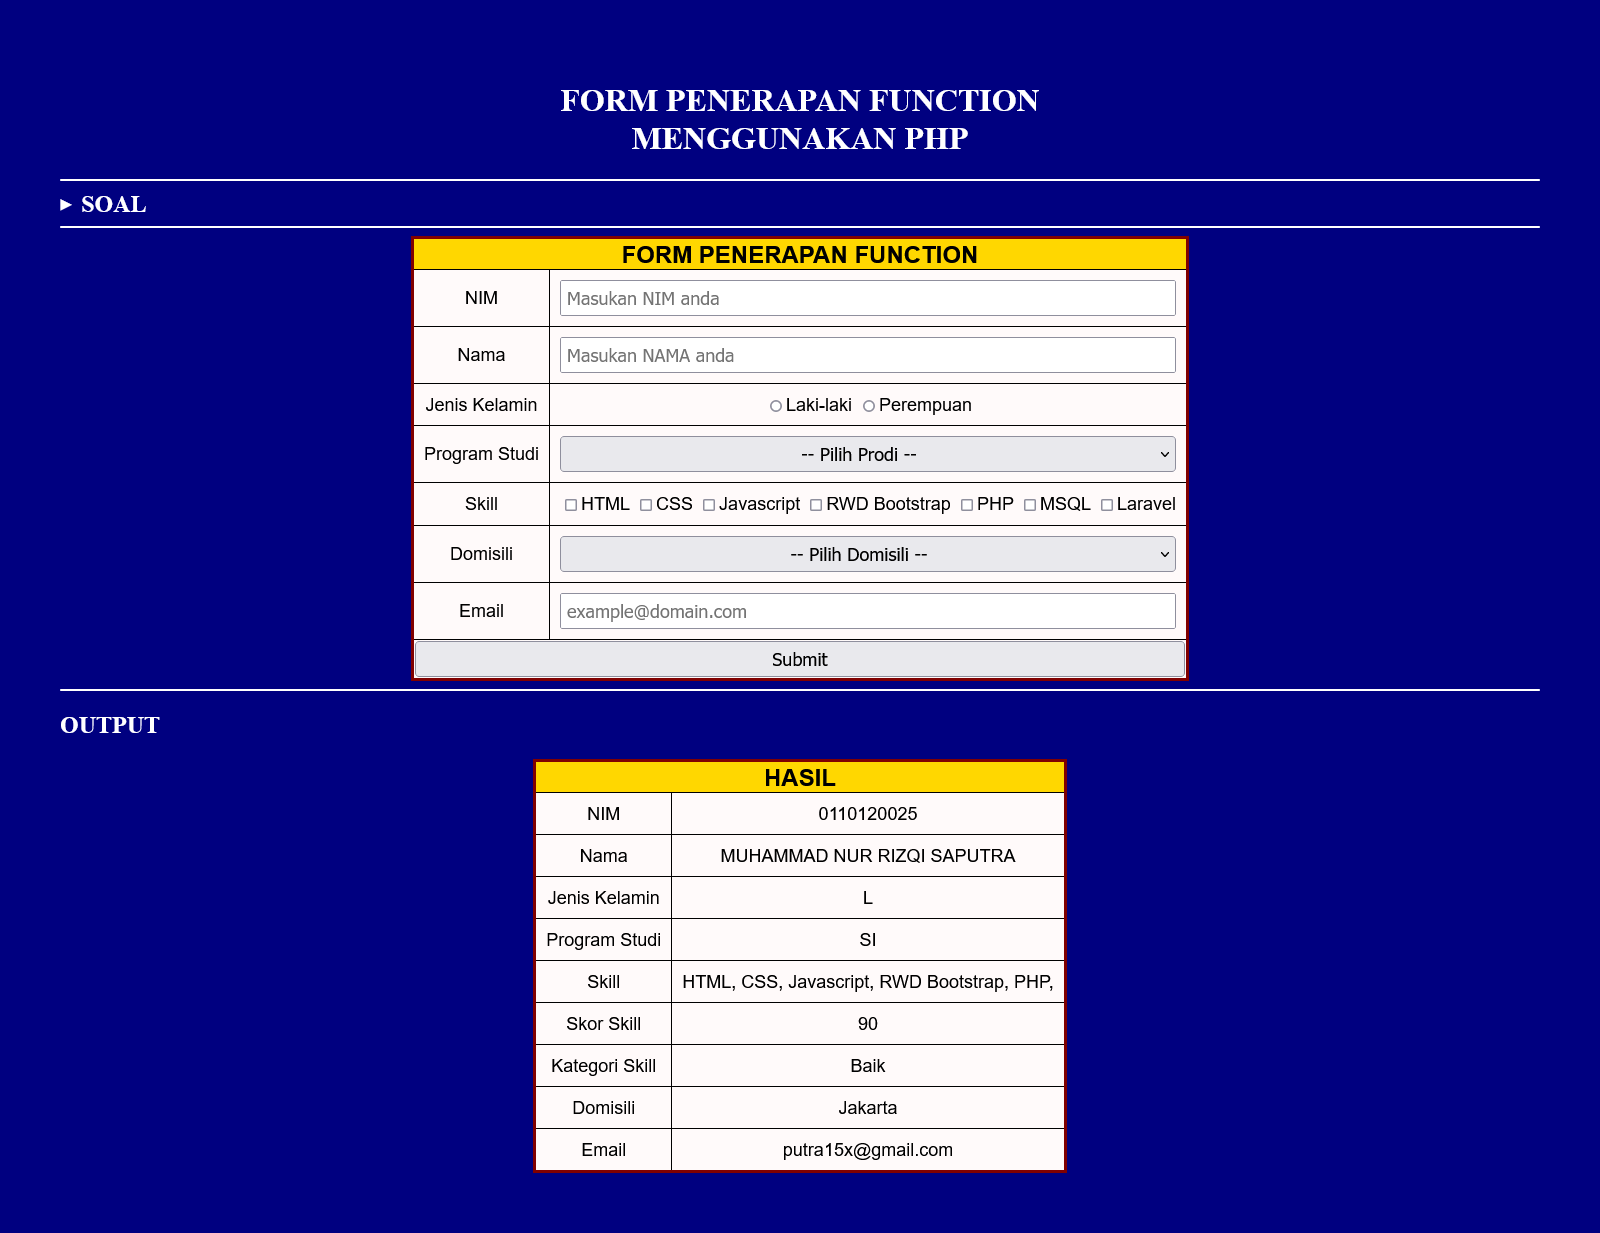 FORM PENERAPAN FUNCTION
MENGGUNAKAN PHP
SOAL
FORM PENERAPAN FUNCTION
NIM Masukan NIM anda
Nama Masukan NAMA anda
Jenis Kelamin Laki-laki Perempuan
Program Studi -- Pilih Prodi --
Skill HTML CSS Javascript RWD Bootstrap PHP MSQL Laravel
Domisili -- Pilih Domisili --
Email example@domain.com
Submit
OUTPUT
HASIL
NIM 0110120025
Nama MUHAMMAD NUR RIZQI SAPUTRA
Jenis Kelamin L
Program Studi SI
Skill HTML, CSS, Javascript, RWD Bootstrap, PHP,
Skor Skill 90
Kategori Skill Baik
Domisili Jakarta
Email putra15x@gmail.com